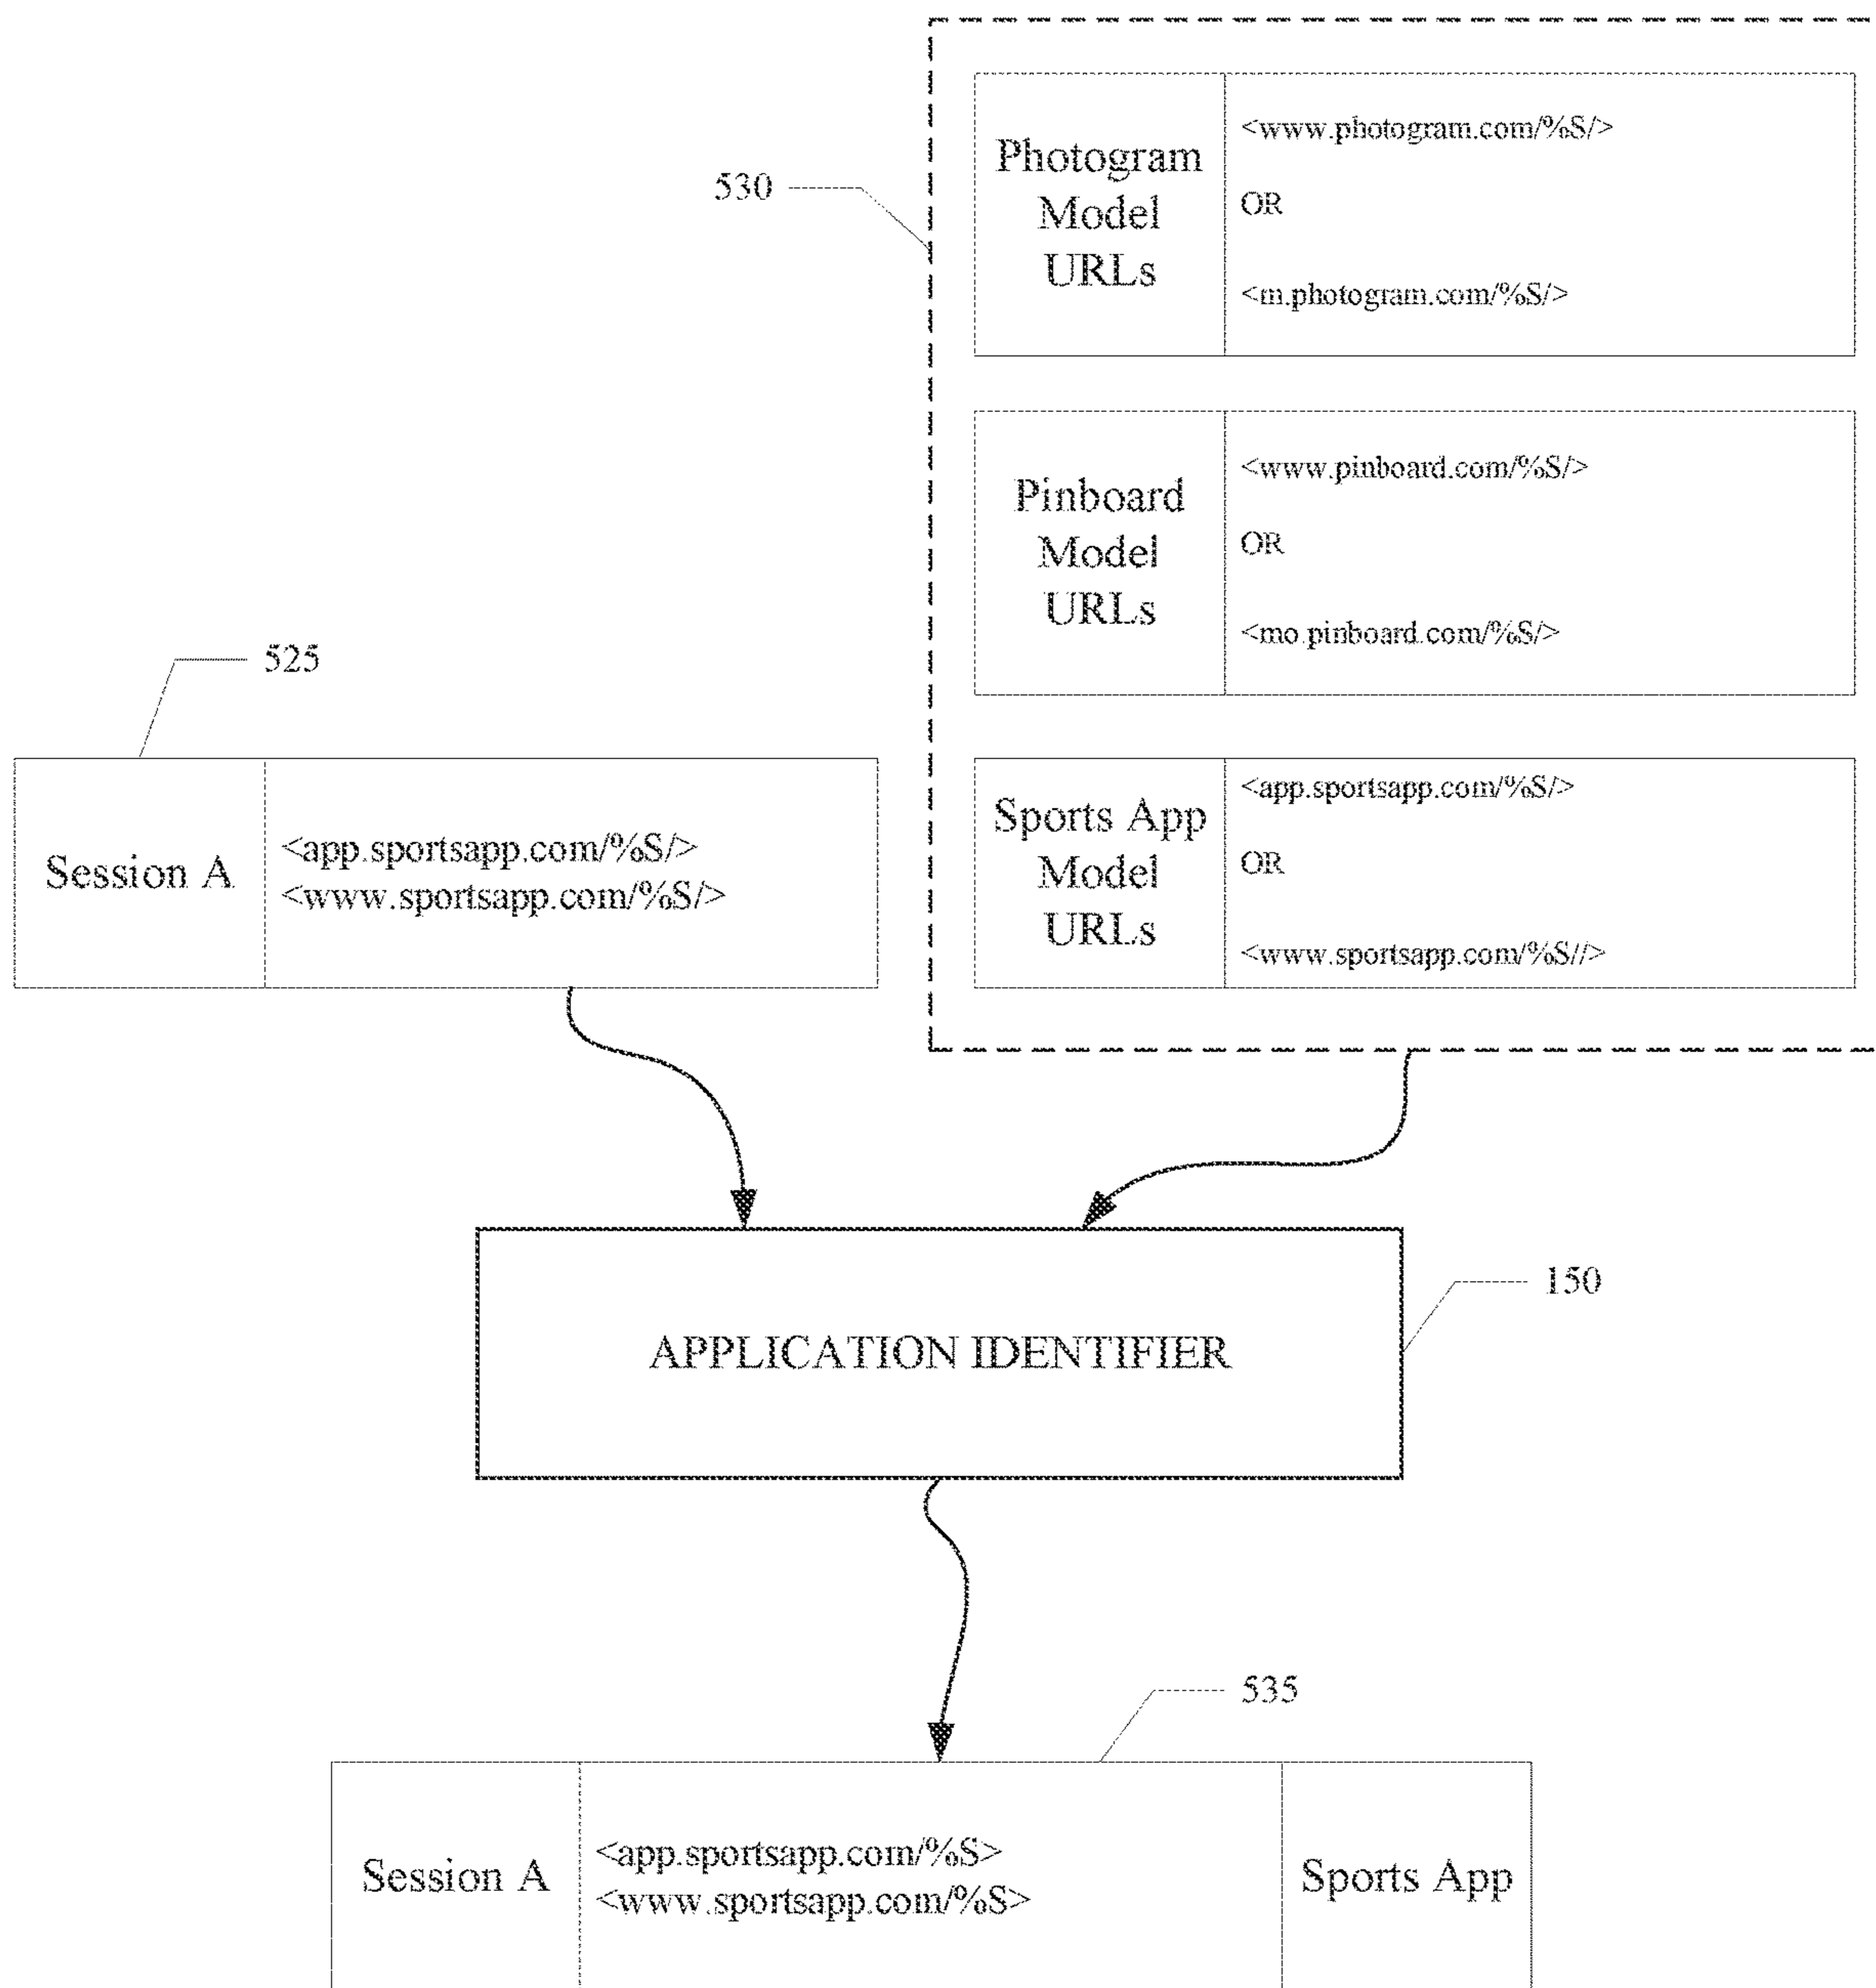 530
Photogram
Model
URLs
<www.photogram.com/%S/>
OR
<m.photogram.com/%S/>
Pinboard
Model
URLs
<www.pinboard.com/%S/>
OR
<mo.pinboard.com/%S/>
525
Session A
<app.sportsapp.com/%S/>
<www.sportsapp.com/%S/>
Sports App
Model
URLs
<app.sportsapp.com/%S/>
OR
<www.sportsapp.com/%S//>
APPLICATION IDENTIFIER
150
535
Session A
<app.sportsapp.com/%S>
<www.sportsapp.com/%S>
Sports App